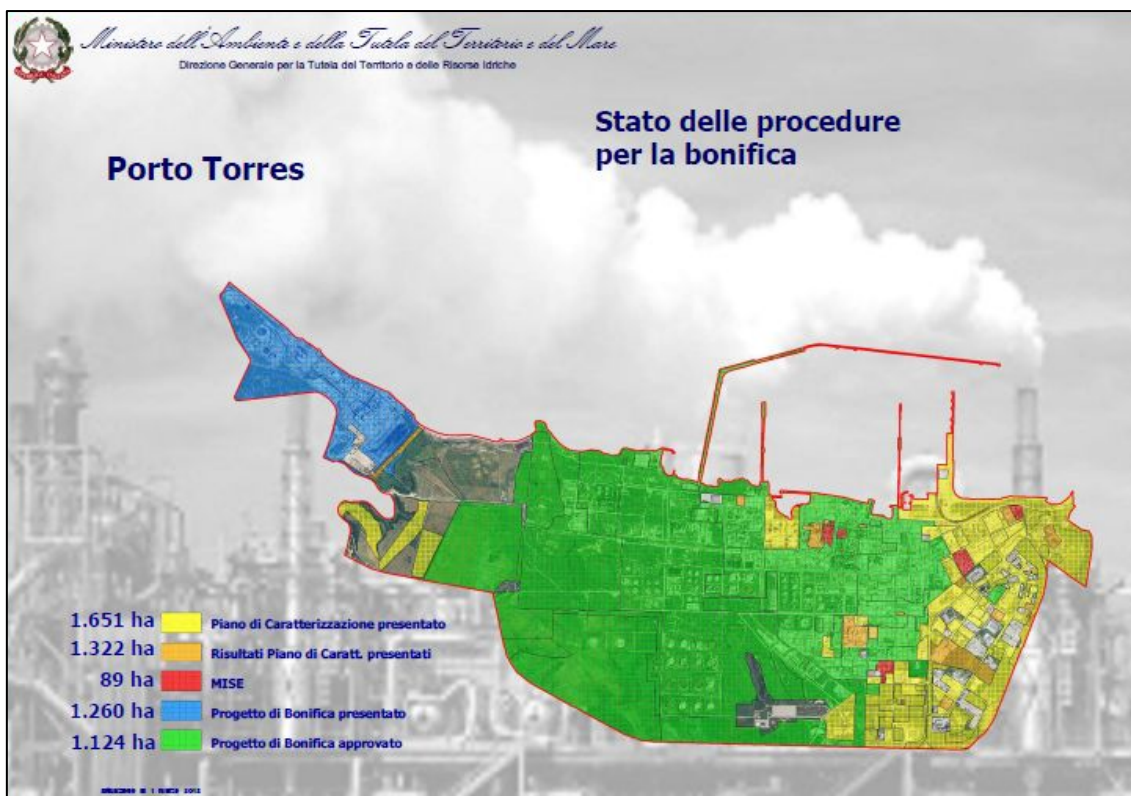 Ministero dell'Ambiente e della Tutela del Territorio e del Mare
Direzione Generale per la Tutela del Territorio e delle Risorse Idriche
Stato delle procedure
per la bonifica
Porto Torres
1.651 ha Piano di Caratterizzazione presentato
1.322 ha Risultati Piano di Caratt. presentati
89 ha MISE
1.260 ha Progetto di Bonifica presentato
1.124 ha Progetto di Bonifica approvato